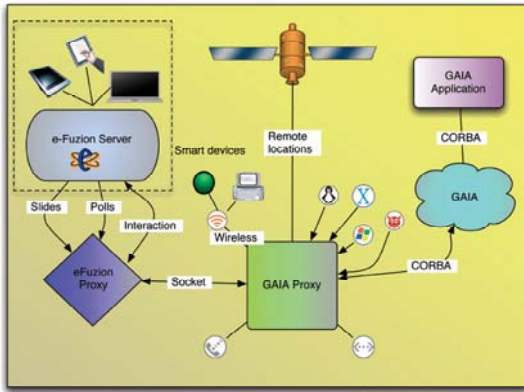 GAIA
Application
e-Fuzion Server
e
Remote
locations
CORBA
Smart devices
GAIA
Slides
Polls
Interaction
Wireless
X
eFuzion
Proxy
Socket
GAIA Proxy
CORBA